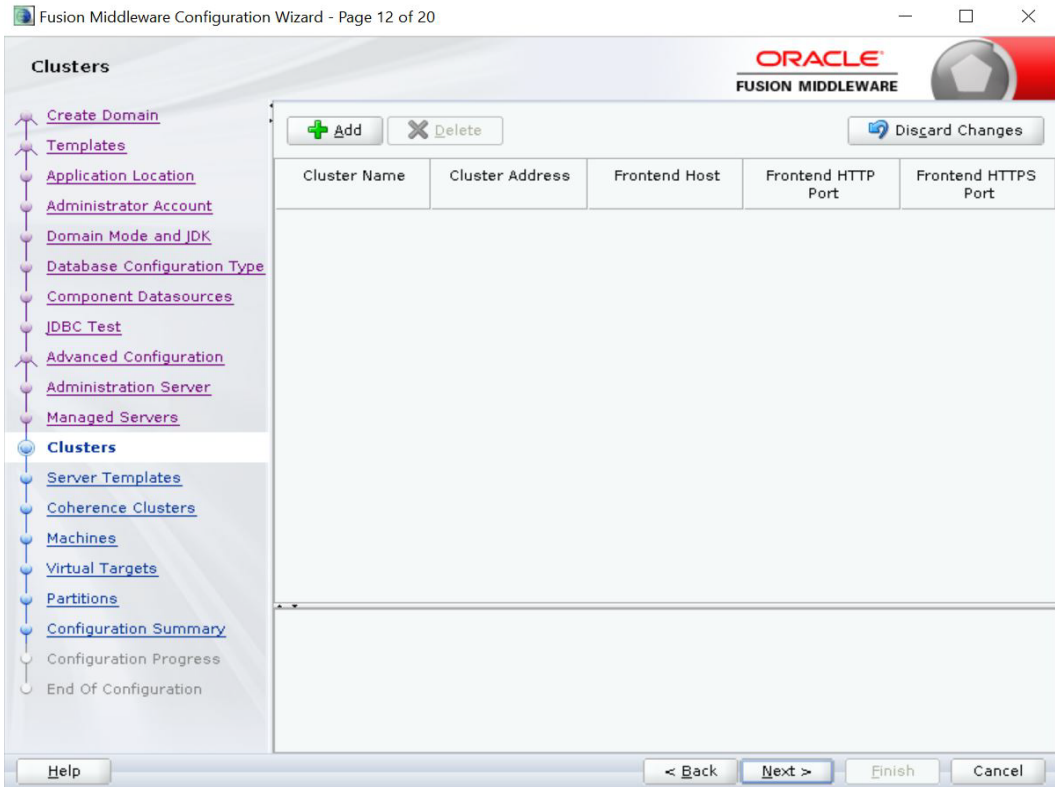 Fusion Middleware Configuration Wizard - Page 12 of 20
Clusters
ORACLE
FUSION MIDDLEWARE
Create Domain
Templates
Application Location
Administrator Account
Domain Mode and JDK
Database Configuration Type
Component Datasources
JDBC Test
Advanced Configuration
Administration Server
Managed Servers
Clusters
Server Templates
Coherence Clusters
Machines
Virtual Targets
Partitions
Configuration Summary
Configuration Progress
End Of Configuration
Add Delete Discard Changes
Cluster Name Cluster Address Frontend Host Frontend HTTP Port Frontend HTTPS Port
Help < Back Next > Finish Cancel